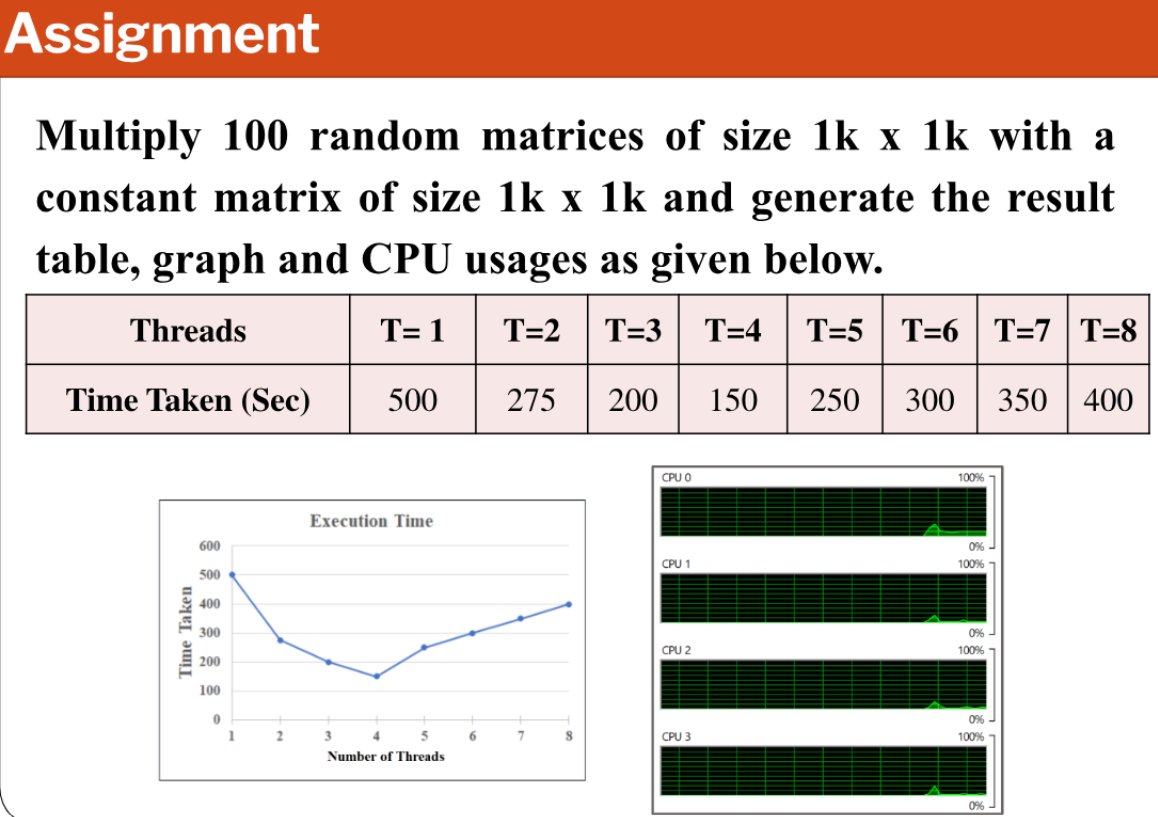 Assignment
Multiply 100 random matrices of size 1k x 1k with a
constant matrix of size 1k x 1k and generate the result
table, graph and CPU usages as given below.
Threads T= 1 T=2 T=3 T=4 T=5 T=6 T=7 T=8
Time Taken (Sec) 500 275 200 150 250 300 350 400
Execution Time
Time Taken
600
500
400
300
200
100
0
1 2 3 4 5 6 7 8
Number of Threads
CPU 0 100%
0%
CPU 1 100%
0%
CPU 2 100%
0%
CPU 3 100%
0%